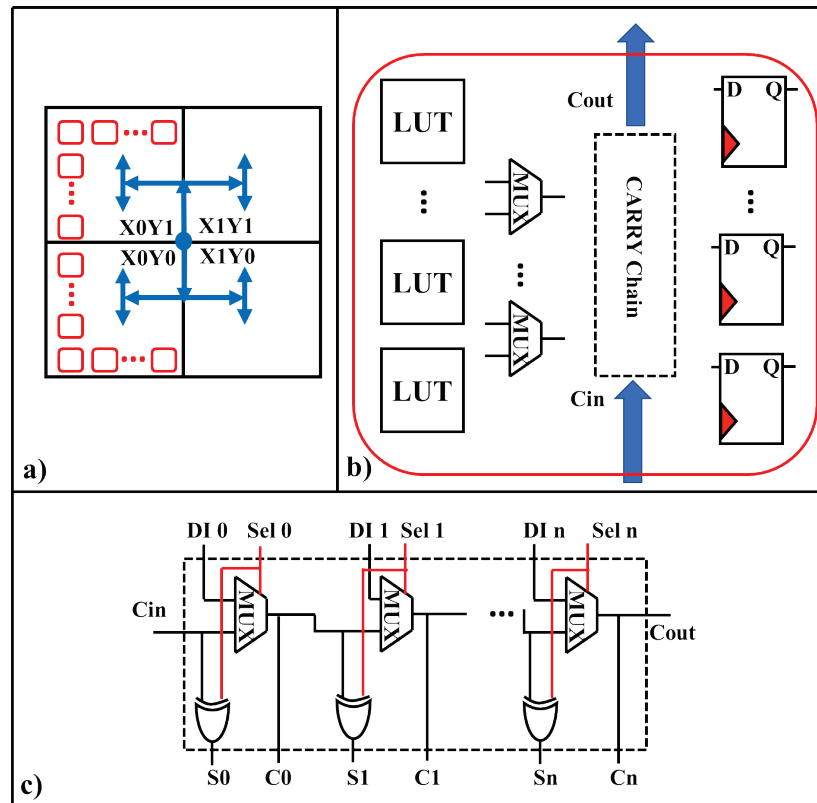 X0Y1 X1Y1
X0Y0 X1Y0
a)
Cout
LUT
MUX
D Q
CARRY Chain
LUT
D Q
MUX
LUT
D Q
Cin
b)
DI 0 Sel 0 DI 1 Sel 1 DI n Sel n
Cin
MUX MUX ... MUX
Cout
S0 C0 S1 C1 Sn Cn
c)